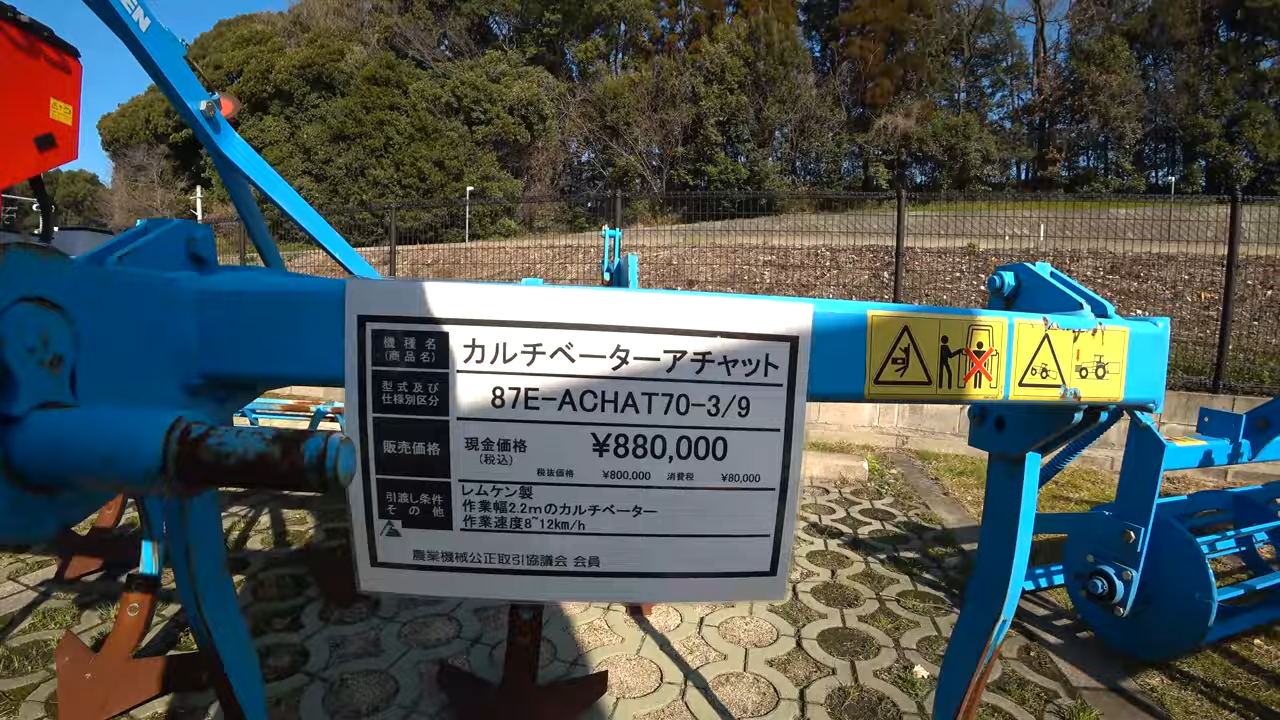 EN
機種名
(商品名)
カルチベーターアチャット
型式及び
仕様別区分
87E-ACHAT70-3/9
販売価格
現金価格
(税込)
¥880,000
税抜価格 ¥800,000 消費税 ¥80,000
引渡し条件
その他
レムケン製
作業幅2.2mのカルチベーター
作業速度8~12km/h
農業機械公正取引協議会 会員